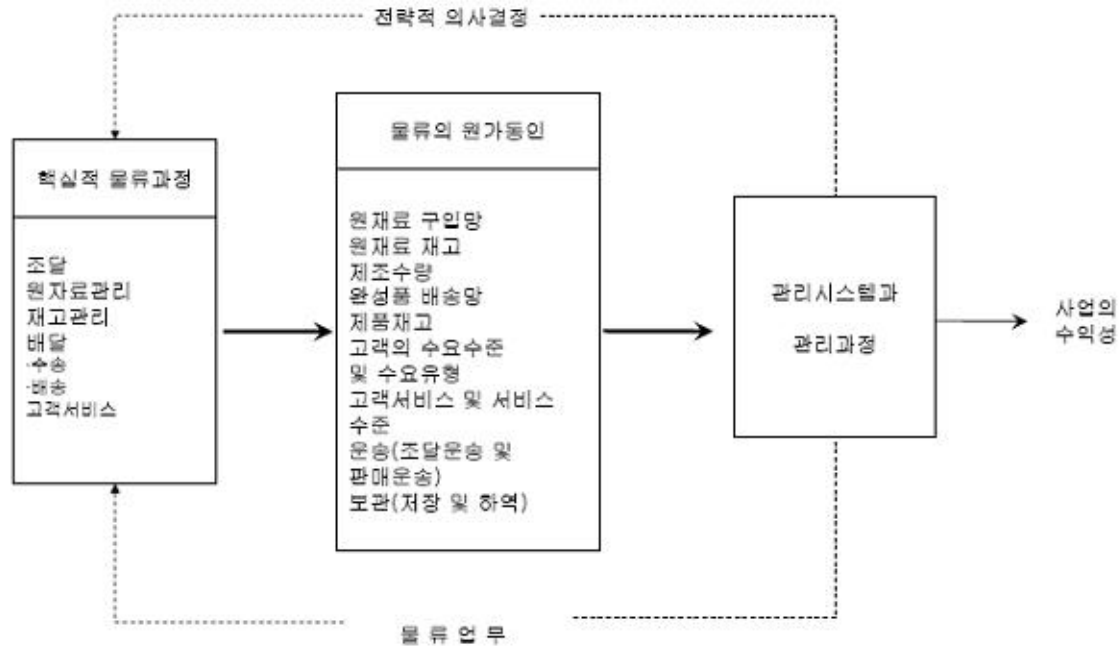 전략적 의사결정
핵실적 물류과정
조달
원자료관리
재고관리
배달
-수송
-배송
고객서비스
물류의 원가동인
원재료 구입망
원재료 재고
제조수량
완성품 배송망
제품재고
고객의 수요수준
및 수요유형
고객서비스 및 서비스
수준
운송(조달운송 및
판매운송)
보관(저장 및 하역)
관리시스템과
관리과정
사업의
수익성
물 류 업 무